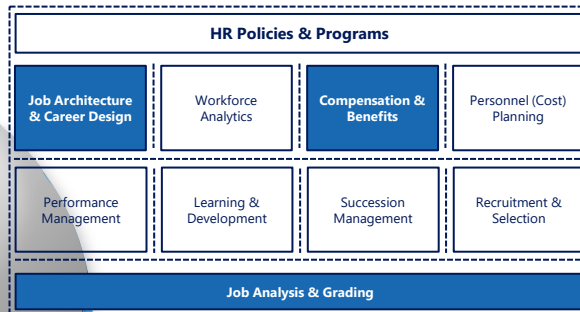 HR Policies & Programs
Job Architecture
& Career Design
Workforce
Analytics
Compensation &
Benefits
Personnel (Cost)
Planning
Performance
Management
Learning &
Development
Succession
Management
Recruitment &
Selection
Job Analysis & Grading